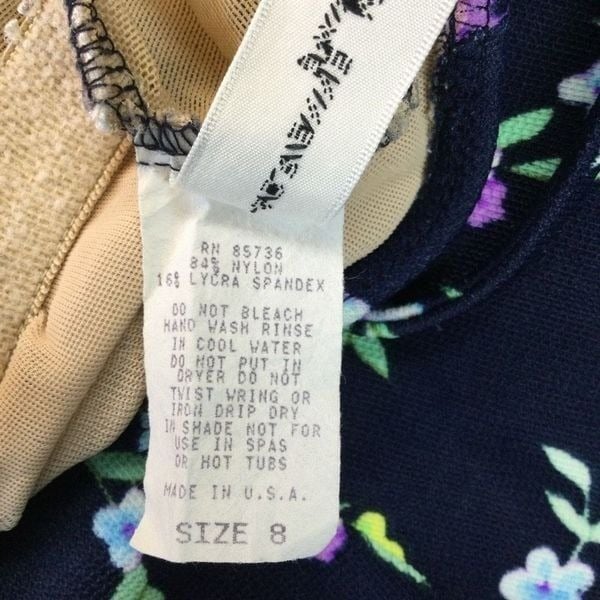 RN 85736
84% NYLON
16% LYCRA SPANDEX
DO NOT BLEACH
HAND WASH RINSE
IN COOL WATER
DO NOT PUT IN
DRYER DO NOT
TWIST WRING OR
IRON DRIP DRY
IN SHADE NOT FOR
USE IN SPAS
OR HOT TUBS
MADE IN U.S.A.
SIZE 8